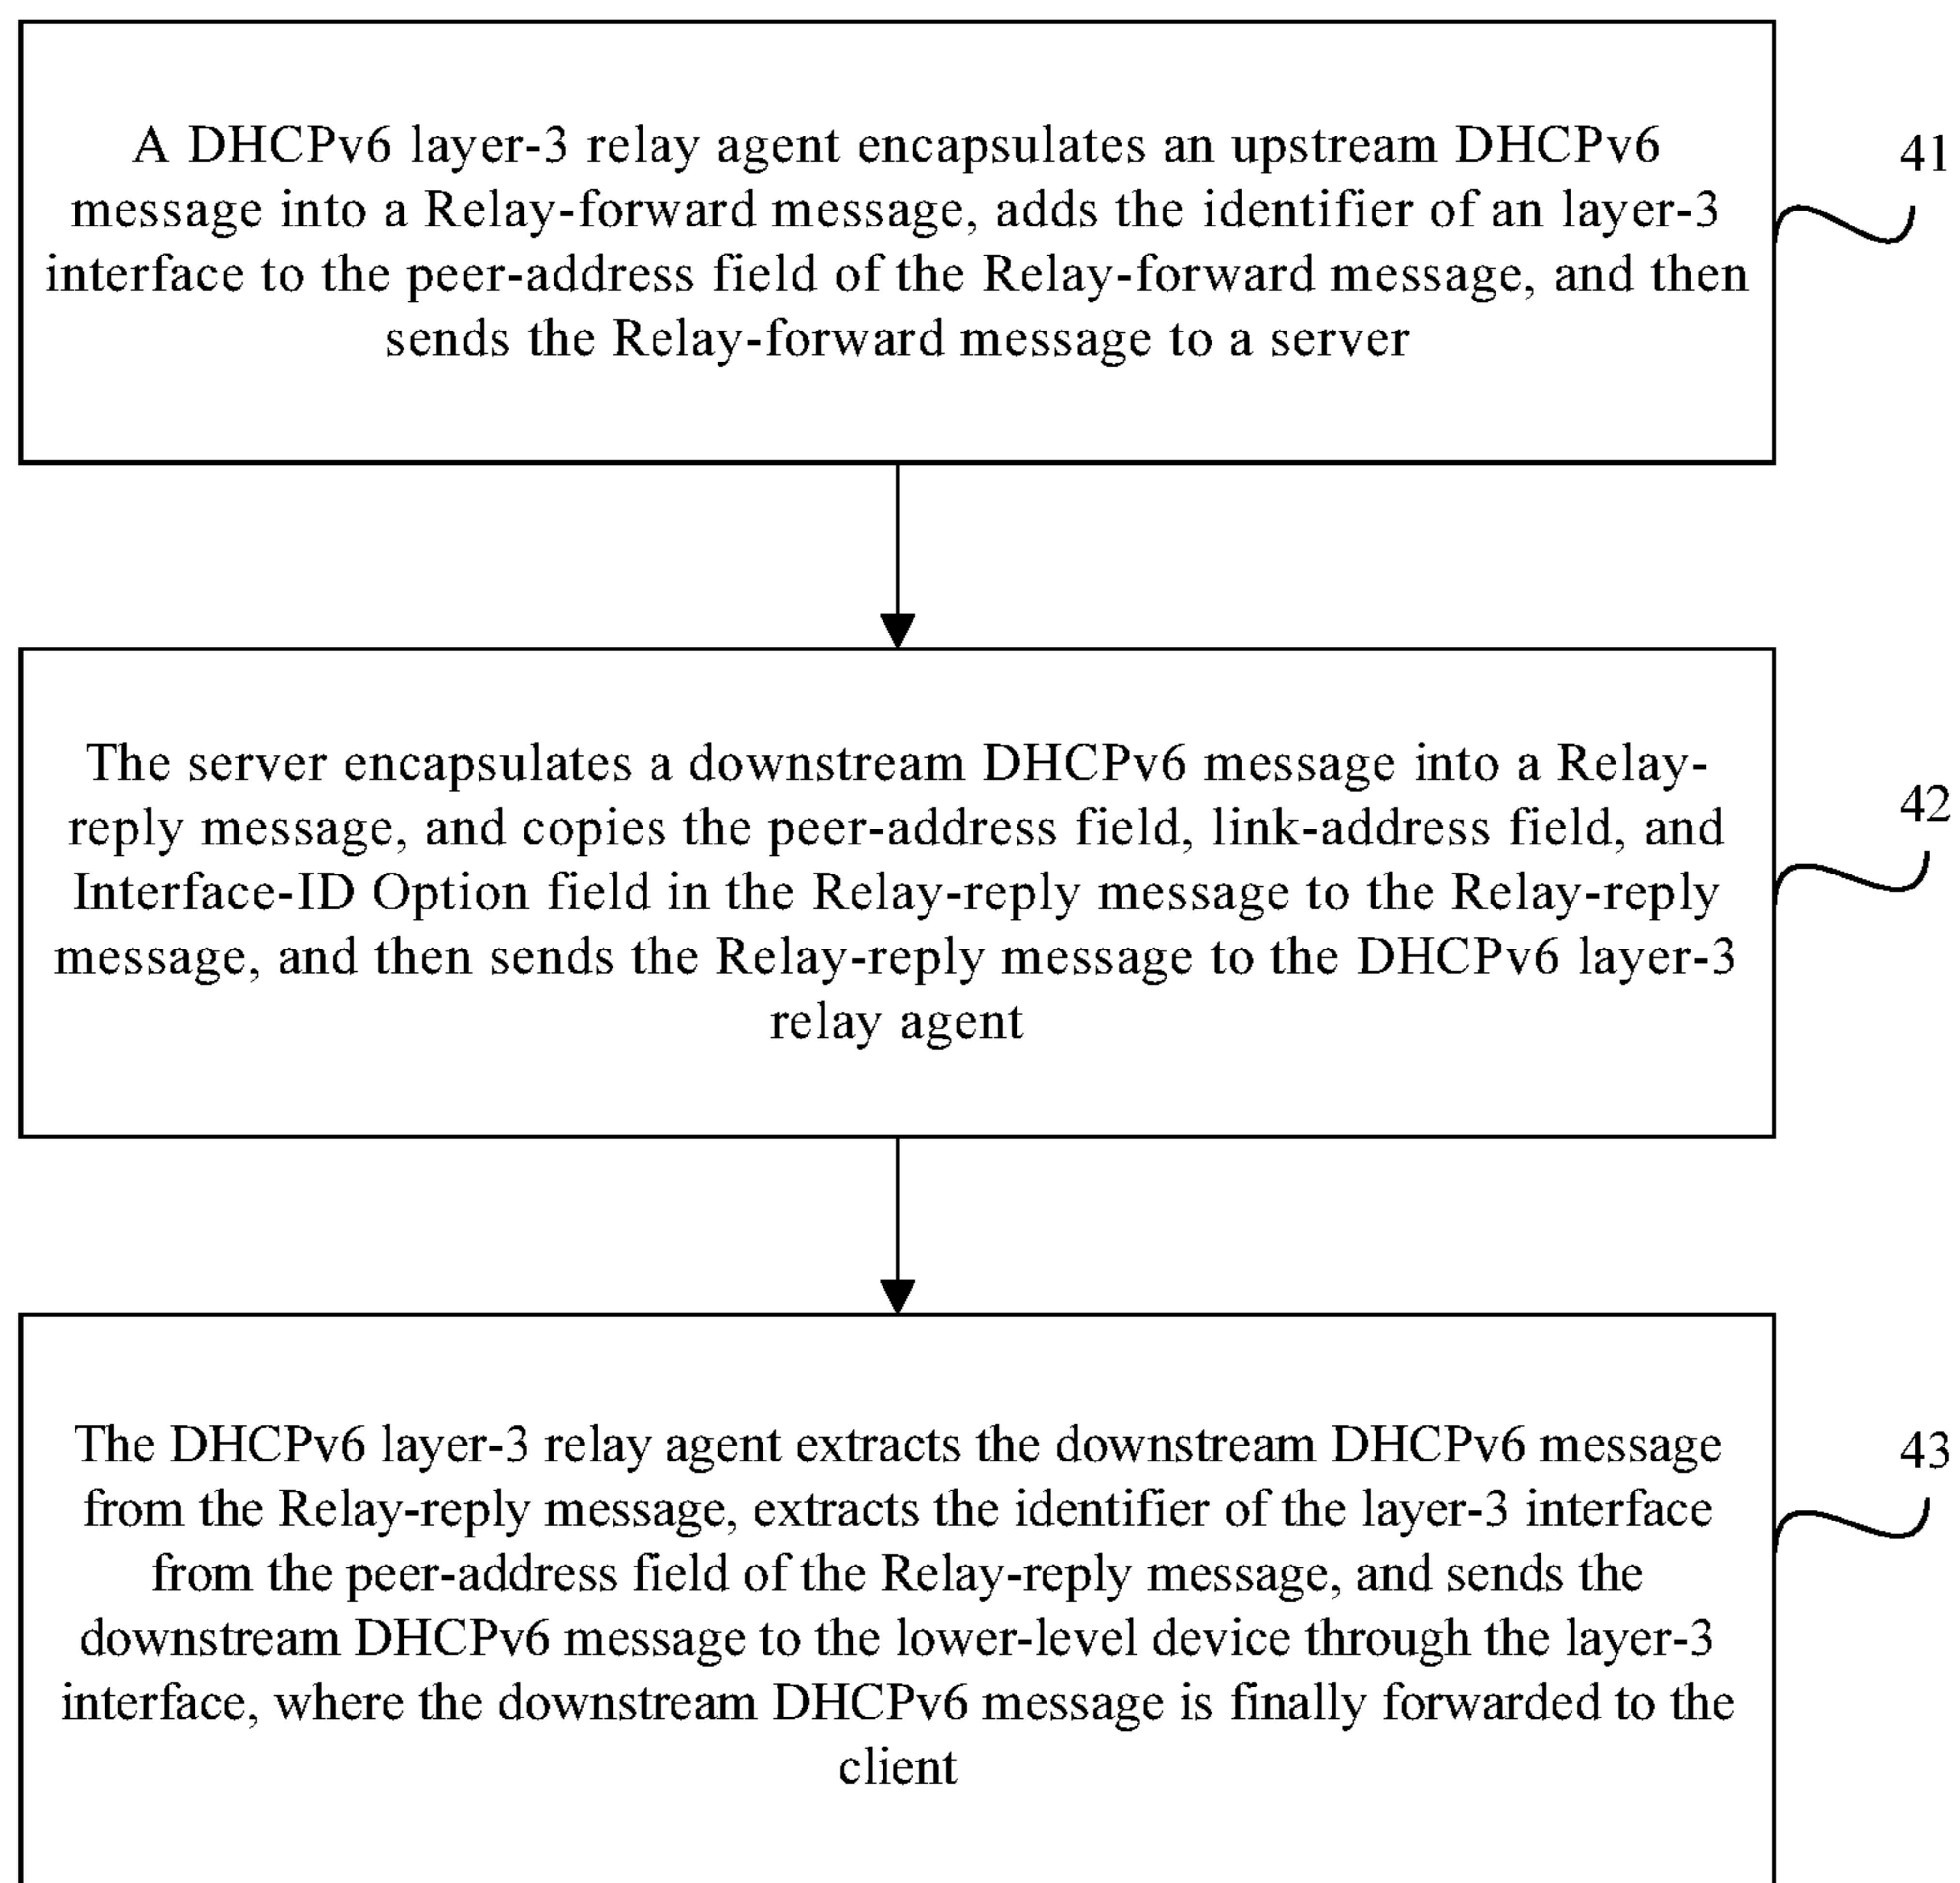 A DHCPv6 layer-3 relay agent encapsulates an upstream DHCPv6
message into a Relay-forward message, adds the identifier of an layer-3
interface to the peer-address field of the Relay-forward message, and then
sends the Relay-forward message to a server
41
The server encapsulates a downstream DHCPv6 message into a Relay-
reply message, and copies the peer-address field, link-address field, and
Interface-ID Option field in the Relay-reply message to the Relay-reply
message, and then sends the Relay-reply message to the DHCPv6 layer-3
relay agent
42
The DHCPv6 layer-3 relay agent extracts the downstream DHCPv6 message
from the Relay-reply message, extracts the identifier of the layer-3 interface
from the peer-address field of the Relay-reply message, and sends the
downstream DHCPv6 message to the lower-level device through the layer-3
interface, where the downstream DHCPv6 message is finally forwarded to the
client
43